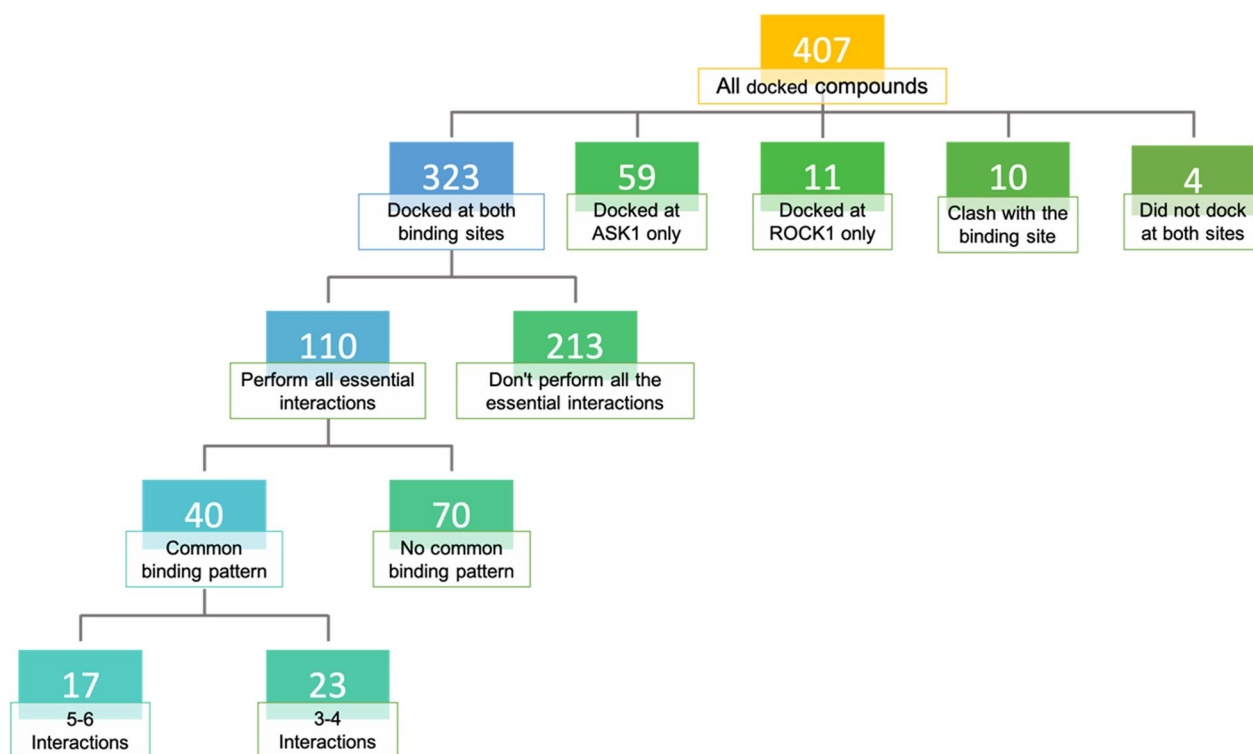 407
All docked compounds
323
Docked at both
binding sites
59
Docked at
ASK1 only
11
Docked at
ROCK1 only
10
Clash with the
binding site
4
Did not dock
at both sites
110
Perform all essential
interactions
213
Don't perform all the
essential interactions
40
Common
binding pattern
70
No common
binding pattern
17
5-6
Interactions
23
3-4
Interactions